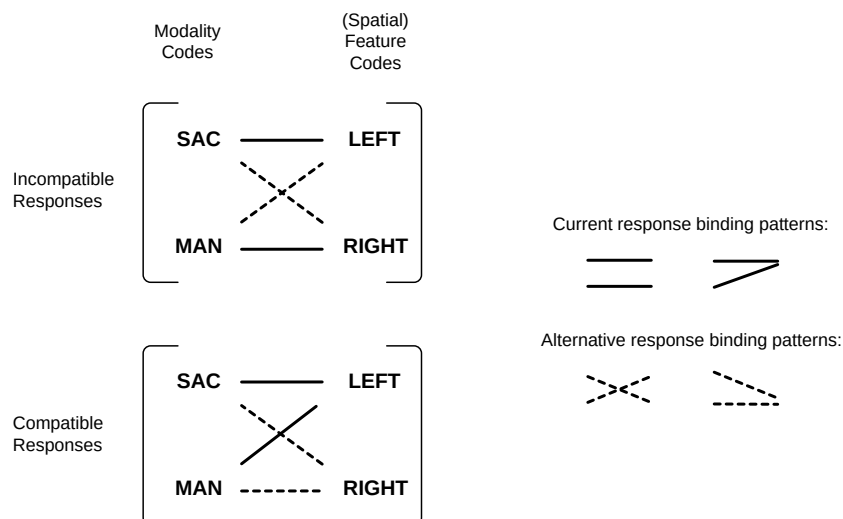 Modality
Codes
(Spatial)
Feature
Codes
Incompatible
Responses
SAC
LEFT
MAN
RIGHT
Current response binding patterns:
Alternative response binding patterns:
Compatible
Responses
SAC
LEFT
MAN
RIGHT